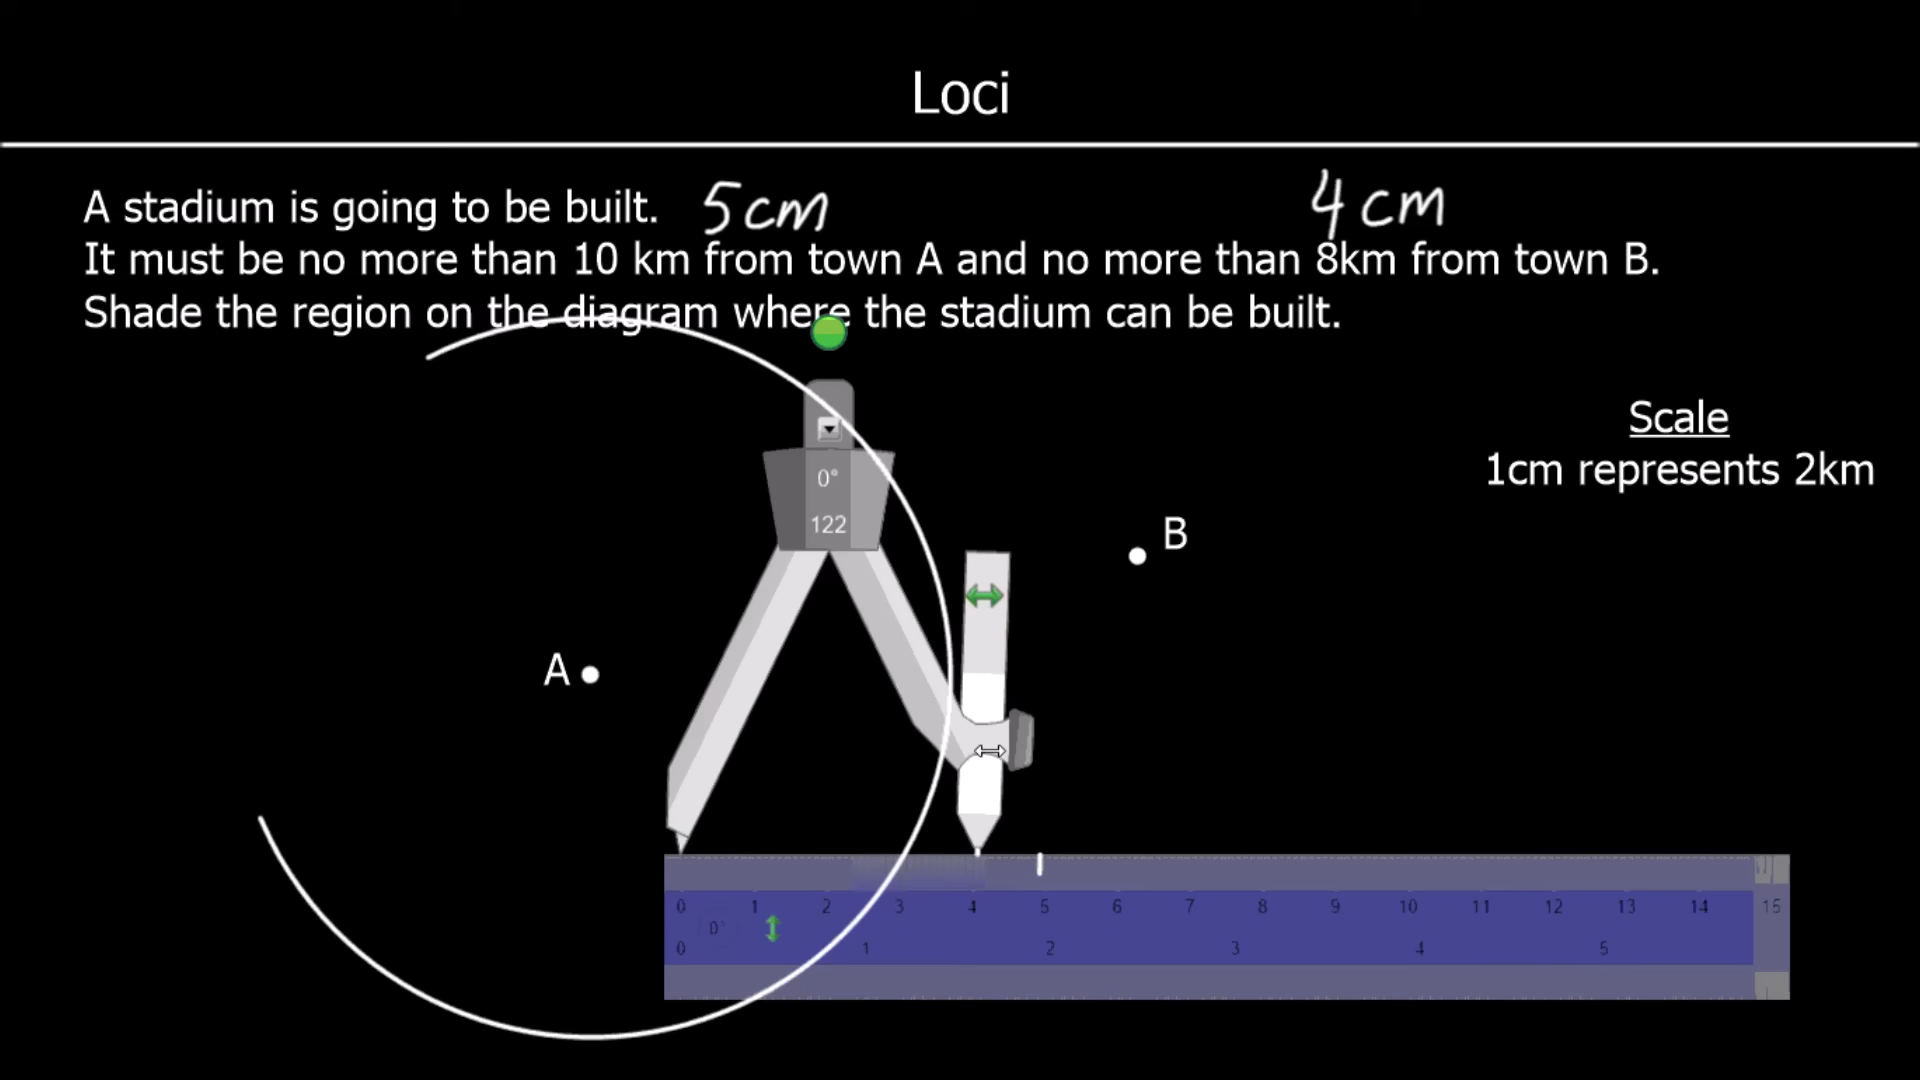 Loci
A stadium is going to be built. 5cm 4cm
It must be no more than 10 km from town A and no more than 8km from town B.
Shade the region on the diagram where the stadium can be built.
Scale
1cm represents 2km
0°
122
B
A
0 1 2 3 4 5 6 7 8 9 10 11 12 13 14 15
0°
0 1 2 3 4 5